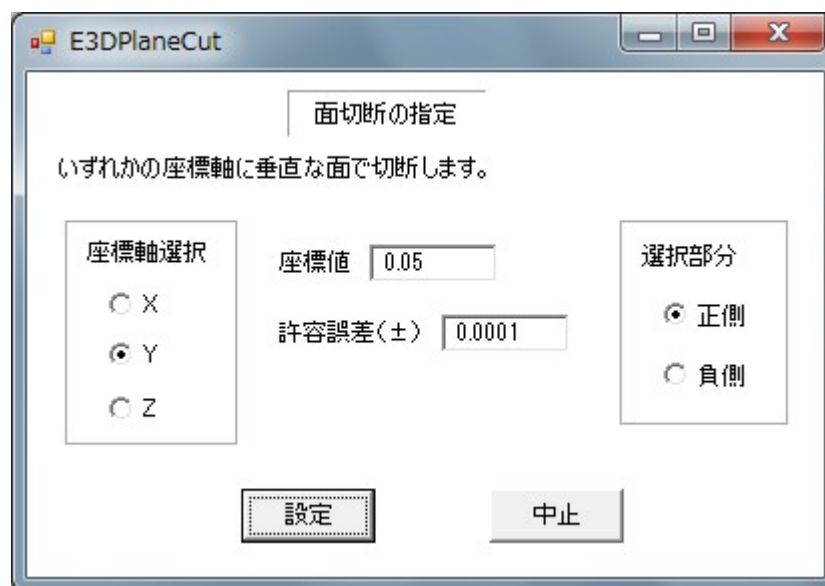 E3DPlaneCut
面切断の指定
いずれかの座標軸に垂直な面で切断します。
座標軸選択
X
Y
Z
座標値 0.05
許容誤差(±) 0.0001
選択部分
正側
負側
設定 中止